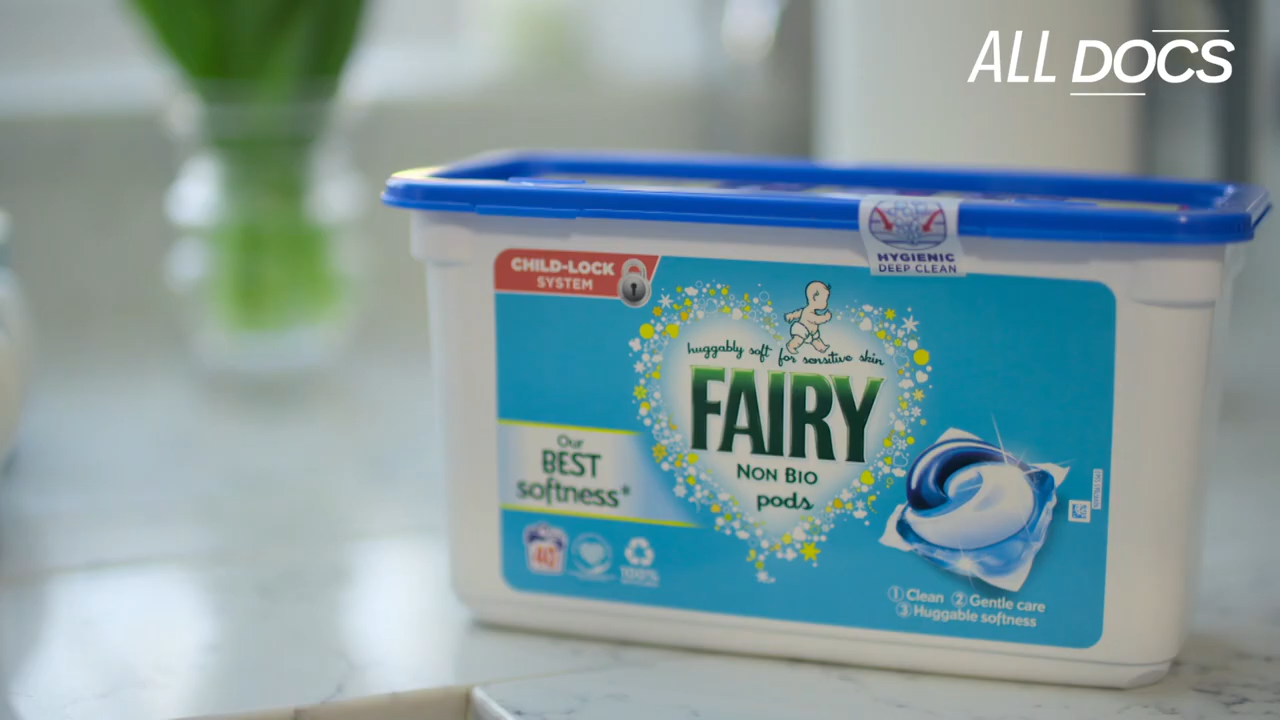 ALL DOCS
HYGIENIC
DEEP CLEAN
CHILD-LOCK
SYSTEM
huggably soft for sensitive skin
FAIRY
NON BIO
pods
Our
BEST
softness*
40
100%
① Clean ② Gentle care
③ Huggable softness